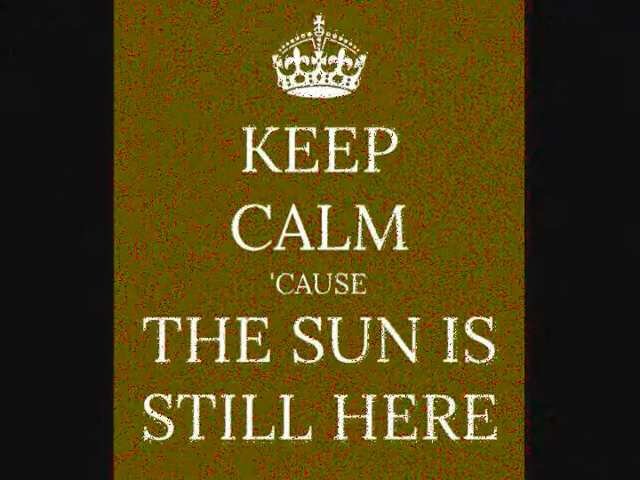 KEEP
CALM
'CAUSE
THE SUN IS
STILL HERE